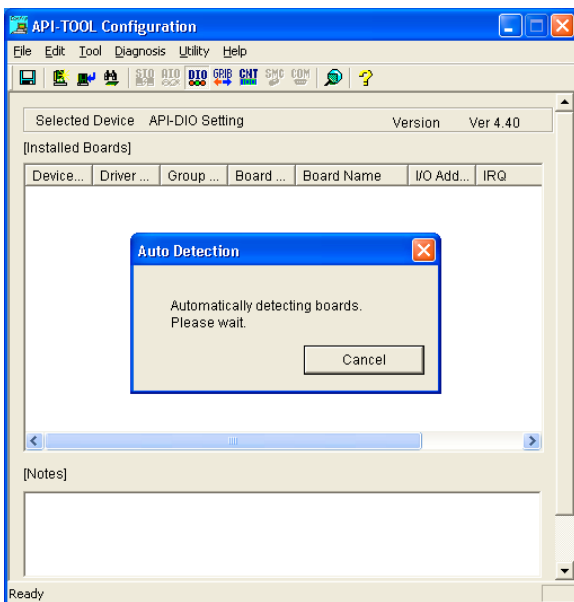 API-TOOL Configuration
File Edit Tool Diagnosis Utility Help
SIO AIO DIO GPIB CNT SMC COM
Selected Device API-DIO Setting Version Ver 4.40
[Installed Boards]
Device... Driver ... Group ... Board ... Board Name I/O Add... IRQ
Auto Detection
Automatically detecting boards.
Please wait.
Cancel
[Notes]
Ready